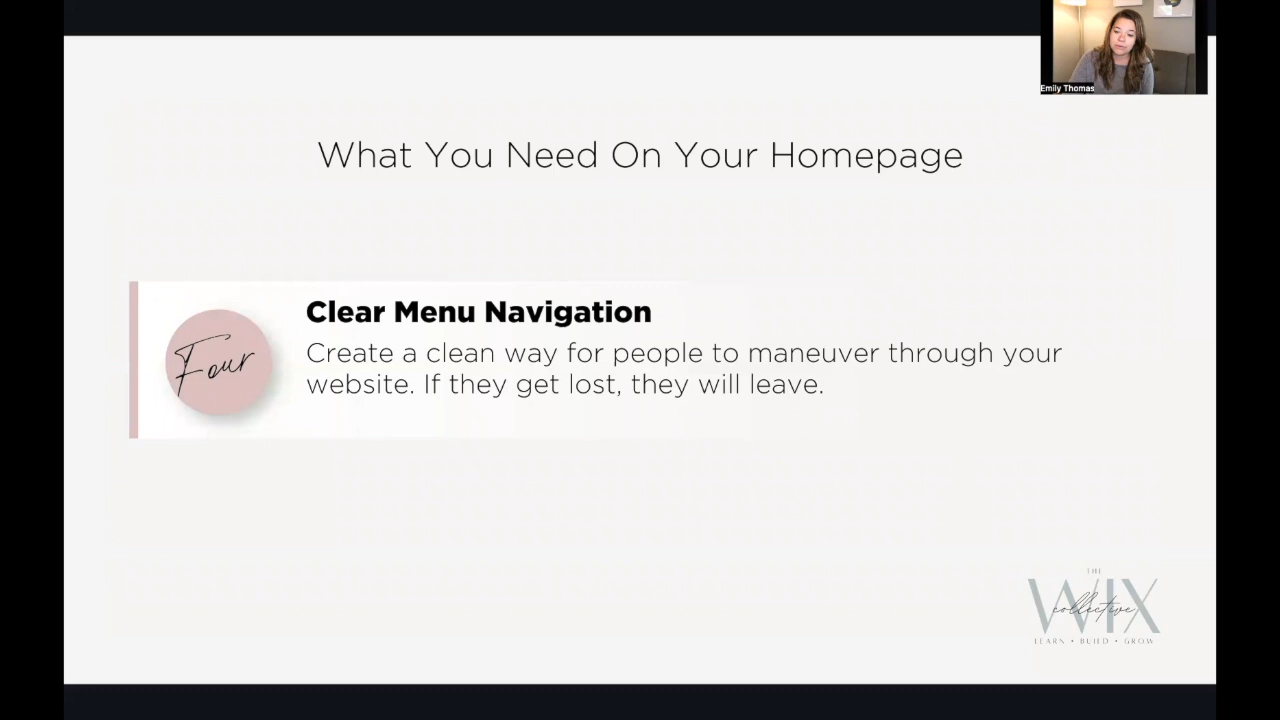 Emily Thomas
What You Need On Your Homepage
Four
Clear Menu Navigation
Create a clean way for people to maneuver through your
website. If they get lost, they will leave.
THE
WIX
collective
LEARN • BUILD • GROW